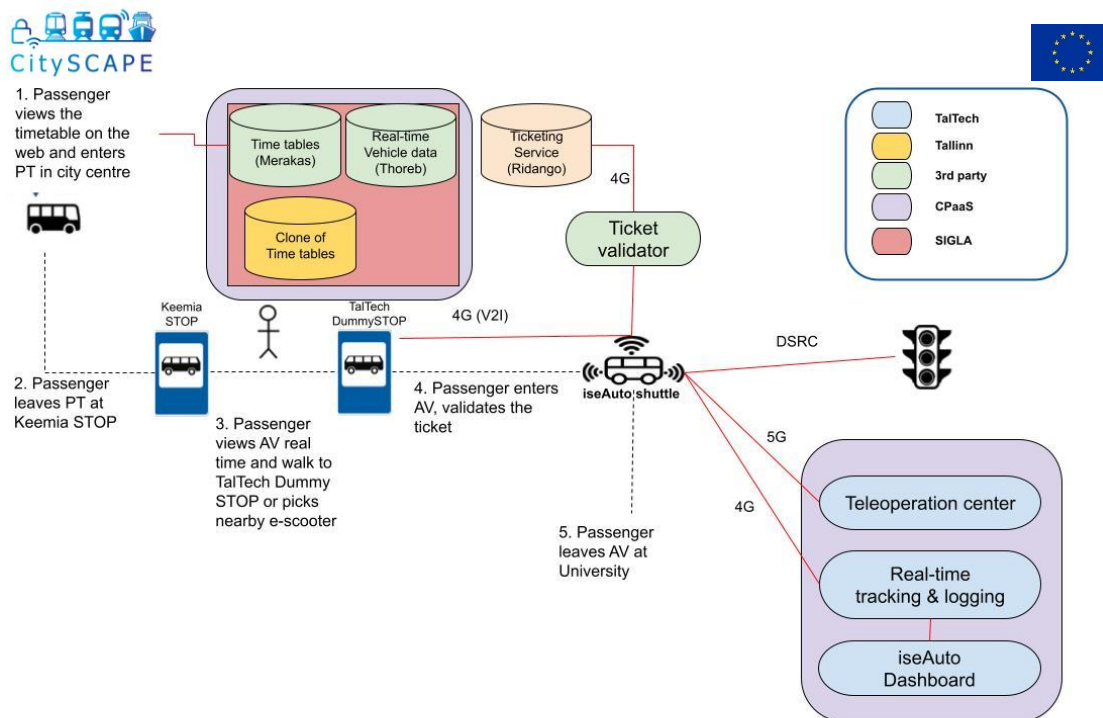 CitySCAPE
1. Passenger
views the
timetable on the
web and enters
PT in city centre
Time tables
(Merakas)
Real-time
Vehicle data
(Thoreb)
Clone of
Time tables
Ticketing
Service
(Ridango)
4G
Ticket
validator
TalTech
Tallinn
3rd party
CPaaS
SIGLA
Keemia
STOP
TalTech
DummySTOP
4G (V2I)
DSRC
iseAuto shuttle
2. Passenger
leaves PT at
Keemia STOP
3. Passenger
views AV real
time and walk to
TalTech Dummy
STOP or picks
nearby e-scooter
4. Passenger enters
AV, validates the
ticket
5. Passenger
leaves AV at
University
5G
4G
Teleoperation center
Real-time
tracking & logging
iseAuto
Dashboard